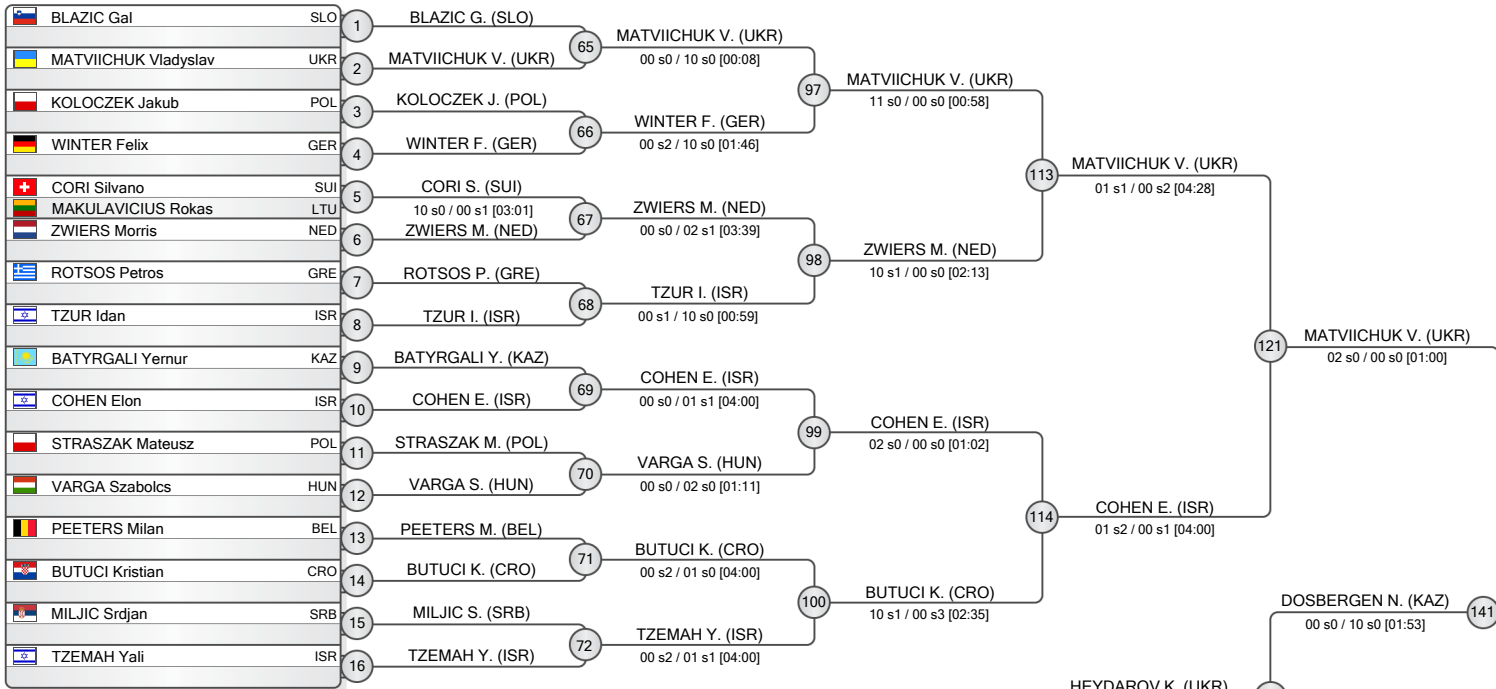 BLAZIC Gal SLO
MATVIICHUK Vladyslav UKR
KOLOCZEK Jakub POL
WINTER Felix GER
CORI Silvano SUI
MAKULAVICIUS Rokas LTU
ZWIERS Morris NED
ROTSOS Petros GRE
TZUR Idan ISR
BATYRGALI Yernur KAZ
COHEN Elon ISR
STRASZAK Mateusz POL
VARGA Szabolcs HUN
PEETERS Milan BEL
BUTUCI Kristian CRO
MILJIC Srdjan SRB
TZEMAH Yali ISR
1
2
3
4
5
6
7
8
9
10
11
12
13
14
15
16
BLAZIC G. (SLO)
MATVIICHUK V. (UKR)
KOLOCZEK J. (POL)
WINTER F. (GER)
CORI S. (SUI)
10 s0 / 00 s1 [03:01]
ZWIERS M. (NED)
ROTSOS P. (GRE)
TZUR I. (ISR)
BATYRGALI Y. (KAZ)
COHEN E. (ISR)
STRASZAK M. (POL)
VARGA S. (HUN)
PEETERS M. (BEL)
BUTUCI K. (CRO)
MILJIC S. (SRB)
TZEMAH Y. (ISR)
65
66
67
68
69
70
71
72
MATVIICHUK V. (UKR)
00 s0 / 10 s0 [00:08]
WINTER F. (GER)
00 s2 / 10 s0 [01:46]
ZWIERS M. (NED)
00 s0 / 02 s1 [03:39]
TZUR I. (ISR)
00 s1 / 10 s0 [00:59]
COHEN E. (ISR)
00 s0 / 01 s1 [04:00]
VARGA S. (HUN)
00 s0 / 02 s0 [01:11]
BUTUCI K. (CRO)
00 s2 / 01 s0 [04:00]
TZEMAH Y. (ISR)
00 s2 / 01 s1 [04:00]
97
98
99
100
MATVIICHUK V. (UKR)
11 s0 / 00 s0 [00:58]
ZWIERS M. (NED)
10 s1 / 00 s0 [02:13]
COHEN E. (ISR)
02 s0 / 00 s0 [01:02]
BUTUCI K. (CRO)
10 s1 / 00 s3 [02:35]
113
114
MATVIICHUK V. (UKR)
01 s1 / 00 s2 [04:28]
COHEN E. (ISR)
01 s2 / 00 s1 [04:00]
121
MATVIICHUK V. (UKR)
02 s0 / 00 s0 [01:00]
DOSBERGEN N. (KAZ)
00 s0 / 10 s0 [01:53]
141
HEYDAROV K. (UKR)